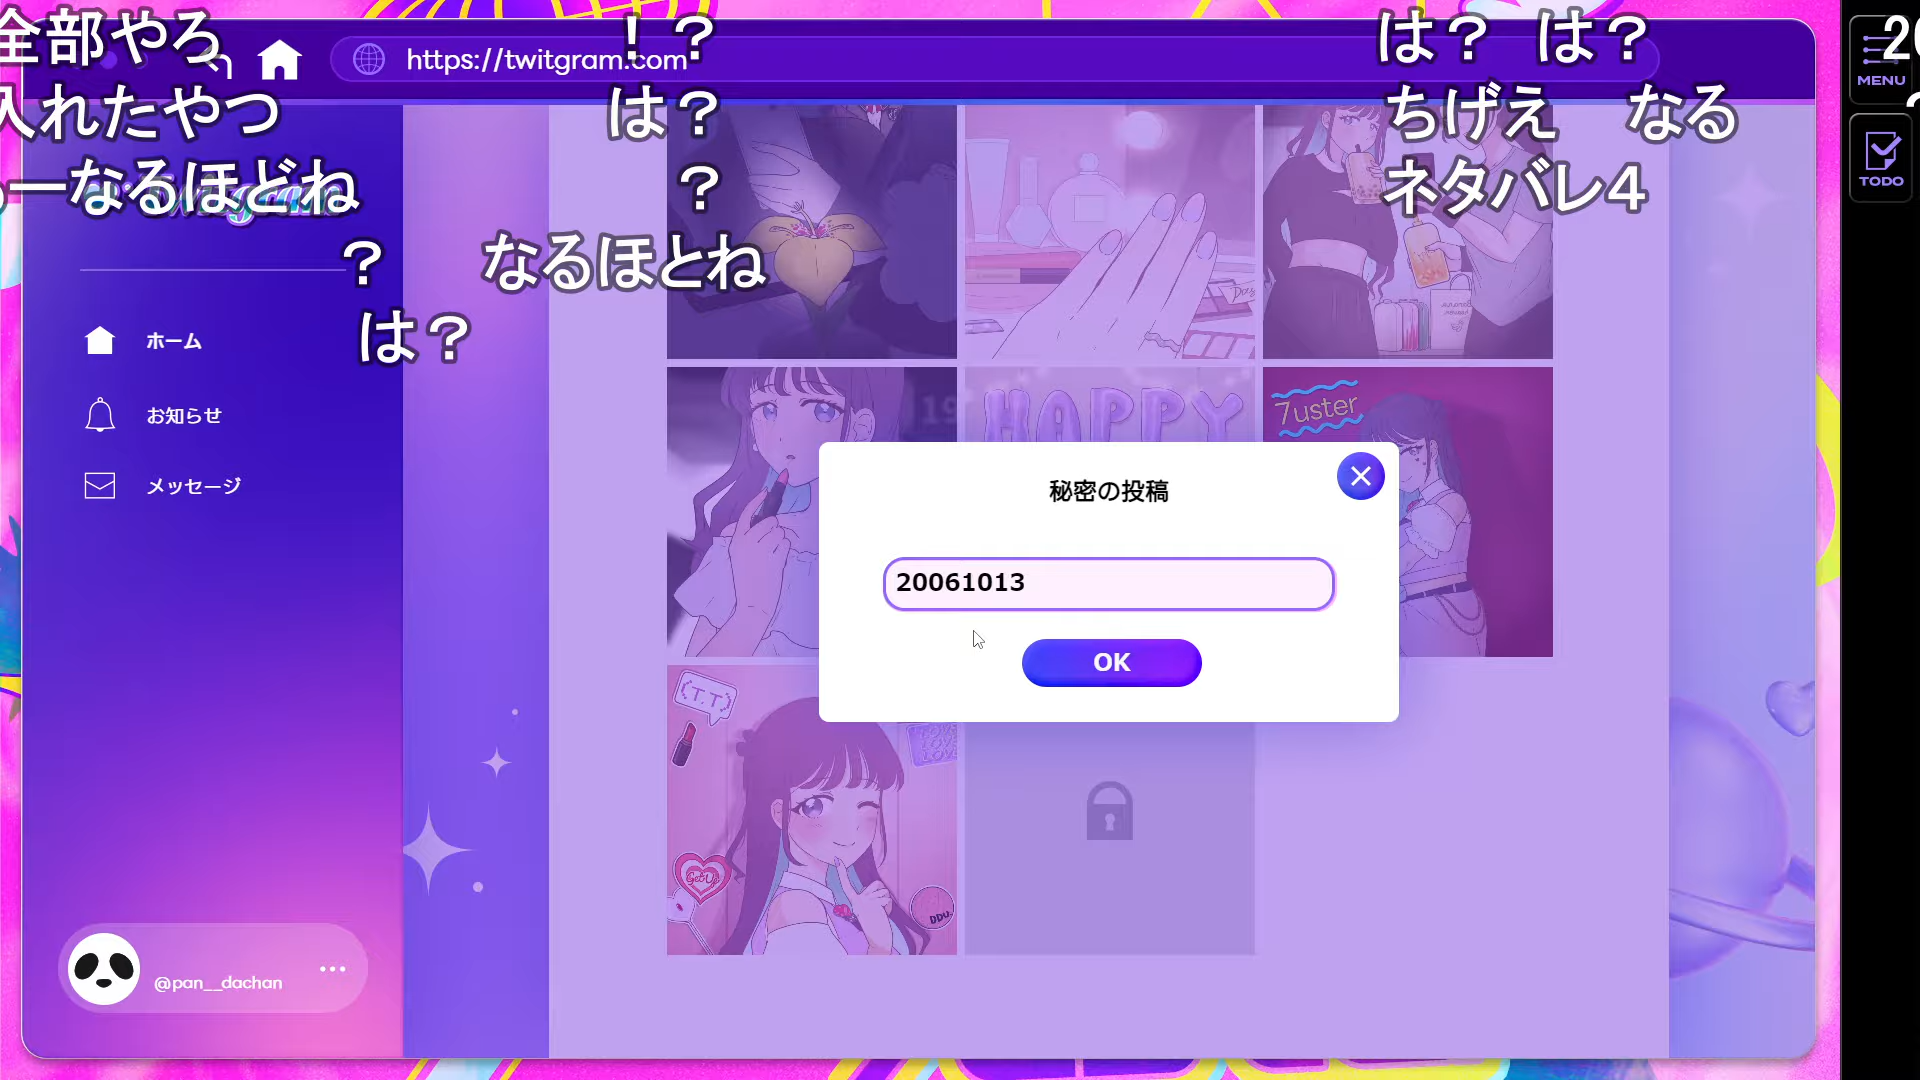 全部やろ
！？
は？
は？
20
https://twitgram.com
MENU
入れたやつ
は？
ちげえ
なる
なるほどね
？
ネタバレ４
TODO
？
なるほとね
は？
ホーム
お知らせ
メッセージ
HAPPY
7uster
秘密の投稿
20061013
OK
(T.T)
DDU
@pan__dachan